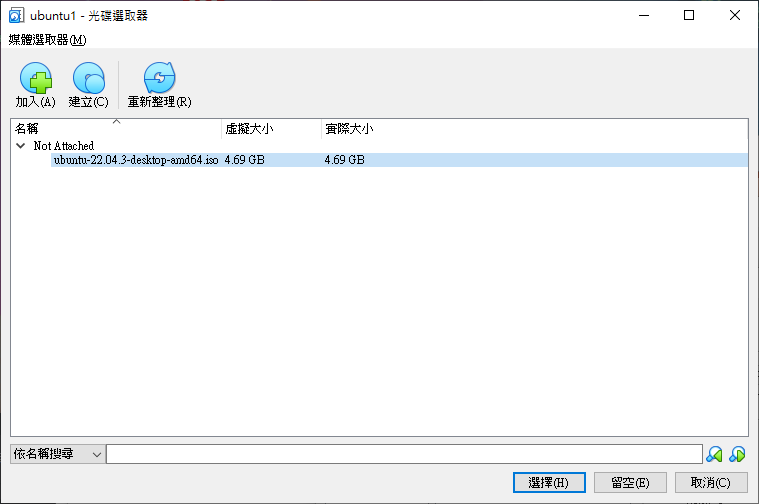 ubuntu1 - 光碟選取器
媒體選取器(M)
加入(A) 建立(C) 重新整理(R)
名稱 虛擬大小 實際大小
Not Attached
ubuntu-22.04.3-desktop-amd64.iso 4.69 GB 4.69 GB
依名稱搜尋
選擇(H) 留空(E) 取消(C)